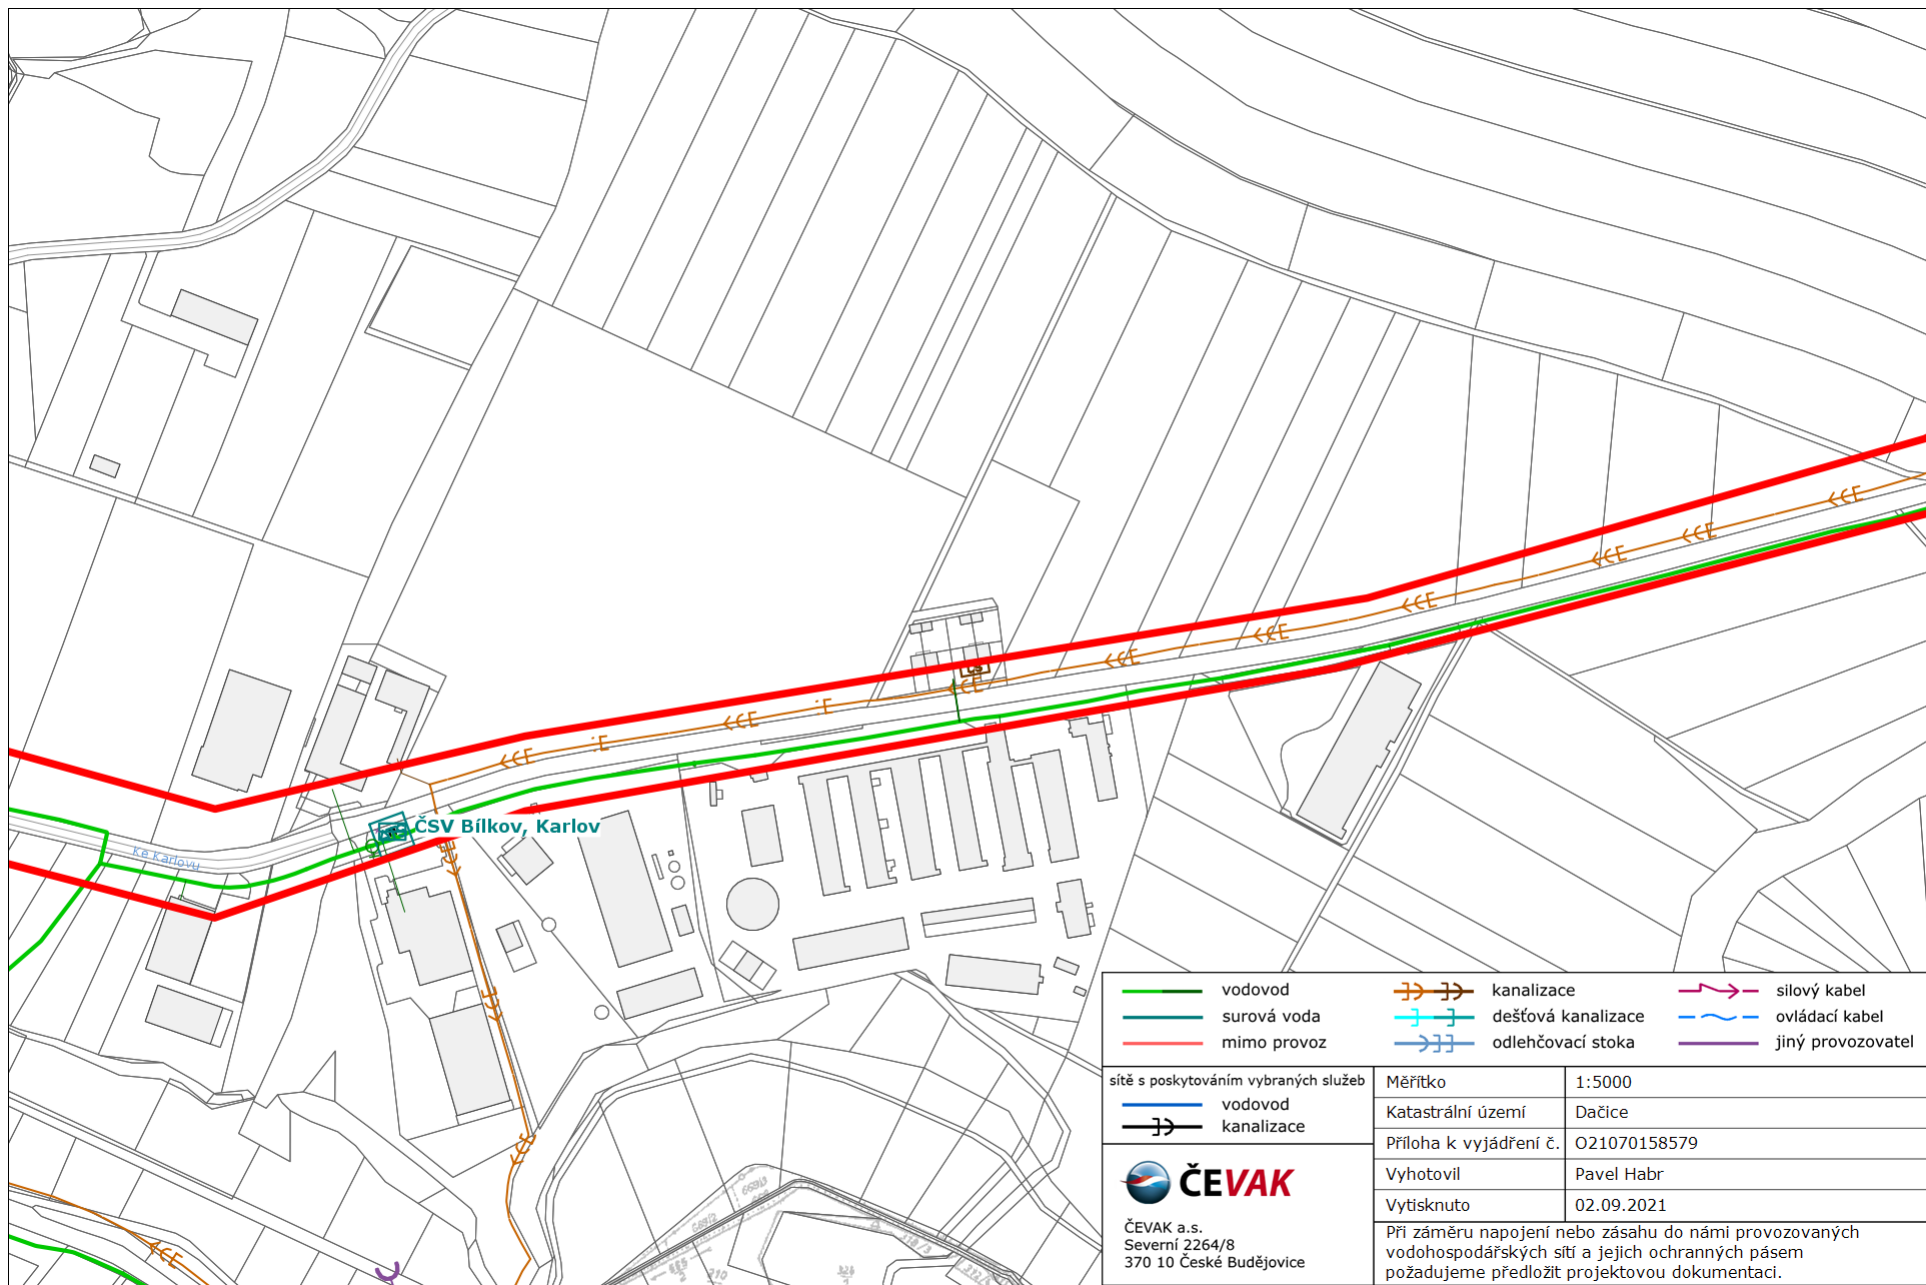 ČS
ČSV Bílkov, Karlov
Ke Karlovu
vodovod
surová voda
mimo provoz
kanalizace
dešťová kanalizace
odlehčovací stoka
silový kabel
ovládací kabel
jiný provozovatel
sítě s poskytováním vybraných služeb
vodovod
kanalizace
ČEVAK
ČEVAK a.s.
Severní 2264/8
370 10 České Budějovice
Měřítko 1:5000
Katastrální území Dačice
Příloha k vyjádření č. O21070158579
Vyhotovil Pavel Habr
Vytisknuto 02.09.2021
Při záměru napojení nebo zásahu do námi provozovaných
vodohospodářských sítí a jejich ochranných pásem
požadujeme předložit projektovou dokumentaci.